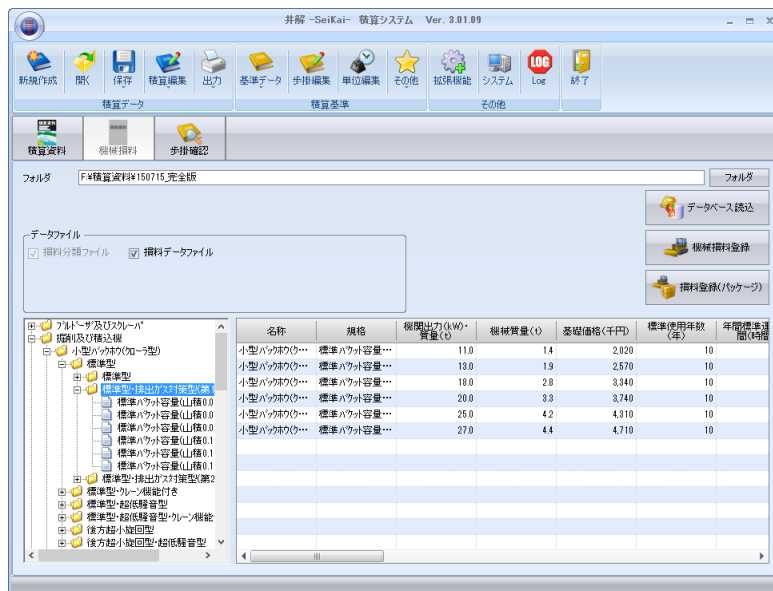 井解 -SeiKai- 積算システム Ver. 3.01.09
新規作成 開く 保存 積算編集 出力 基準データ 歩掛編集 単位編集 その他 拡張機能 システム Log 終了
積算データ 積算基準 その他
積算資料 機械損料 歩掛確認
フォルダ F:¥積算資料¥150715_完全版 フォルダ
データベース読込
データファイル
損料分類ファイル 損料データファイル
機械損料登録
損料登録(パッケージ)
ブルドーザ及びスクレーパ
掘削及び積込機
小型バックホウ(クローラ型)
標準型
標準型
標準型・排出ガス対策型(第1
標準バケット容量(山積0.0
標準バケット容量(山積0.0
標準バケット容量(山積0.0
標準バケット容量(山積0.1
標準バケット容量(山積0.1
標準バケット容量(山積0.1
標準型・排出ガス対策型(第2
標準型・クレーン機能付き
標準型・超低騒音型
標準型・超低騒音型・クレーン機能
後方超小旋回型
後方超小旋回型・超低騒音型
名称 規格 機関出力(kW)・質量(t) 機械質量(t) 基礎価格(千円) 標準使用年数(年) 年間標準運 間(時間
小型バックホウ(ク… 標準バケット容量… 11.0 1.4 2,020 10
小型バックホウ(ク… 標準バケット容量… 13.0 1.9 2,570 10
小型バックホウ(ク… 標準バケット容量… 18.0 2.8 3,340 10
小型バックホウ(ク… 標準バケット容量… 20.0 3.3 3,740 10
小型バックホウ(ク… 標準バケット容量… 25.0 4.2 4,310 10
小型バックホウ(ク… 標準バケット容量… 27.0 4.4 4,710 10